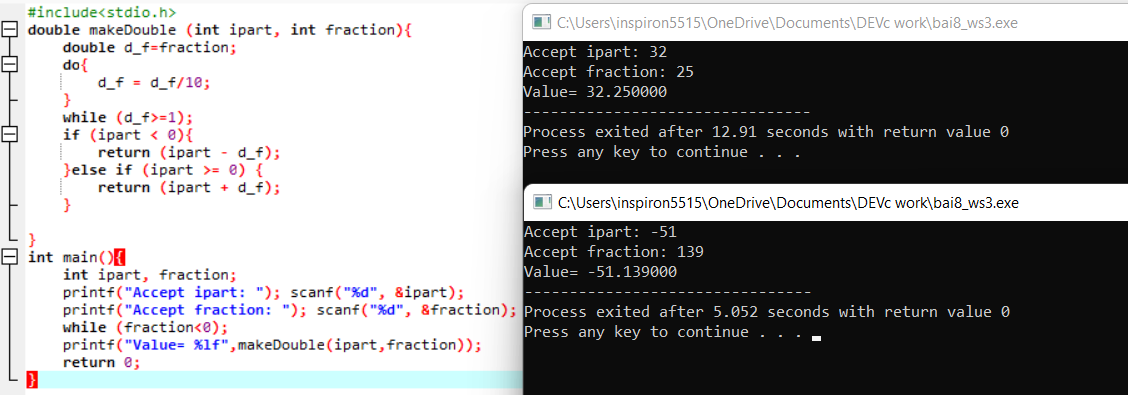 #include<stdio.h>
double makeDouble (int ipart, int fraction){
    double d_f=fraction;
    do{
        d_f = d_f/10;
    }
    while (d_f>=1);
    if (ipart < 0){
        return (ipart - d_f);
    }else if (ipart >= 0) {
        return (ipart + d_f);
    }
}
int main(){
    int ipart, fraction;
    printf("Accept ipart: "); scanf("%d", &ipart);
    printf("Accept fraction: "); scanf("%d", &fraction);
    while (fraction<0);
    printf("Value= %lf",makeDouble(ipart,fraction));
    return 0;
}
C:\Users\inspiron5515\OneDrive\Documents\DEVc work\bai8_ws3.exe
Accept ipart: 32
Accept fraction: 25
Value= 32.250000
--------------------------------
Process exited after 12.91 seconds with return value 0
Press any key to continue . . .
C:\Users\inspiron5515\OneDrive\Documents\DEVc work\bai8_ws3.exe
Accept ipart: -51
Accept fraction: 139
Value= -51.139000
--------------------------------
Process exited after 5.052 seconds with return value 0
Press any key to continue . . .